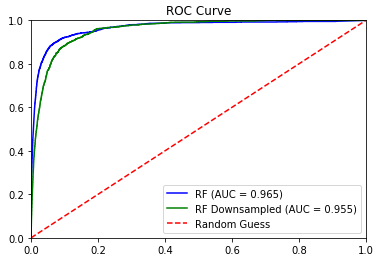 ROC Curve
1.0
0.8
0.6
0.4
0.2
0.0
RF (AUC = 0.965)
RF Downsampled (AUC = 0.955)
Random Guess
0.0 0.2 0.4 0.6 0.8 1.0